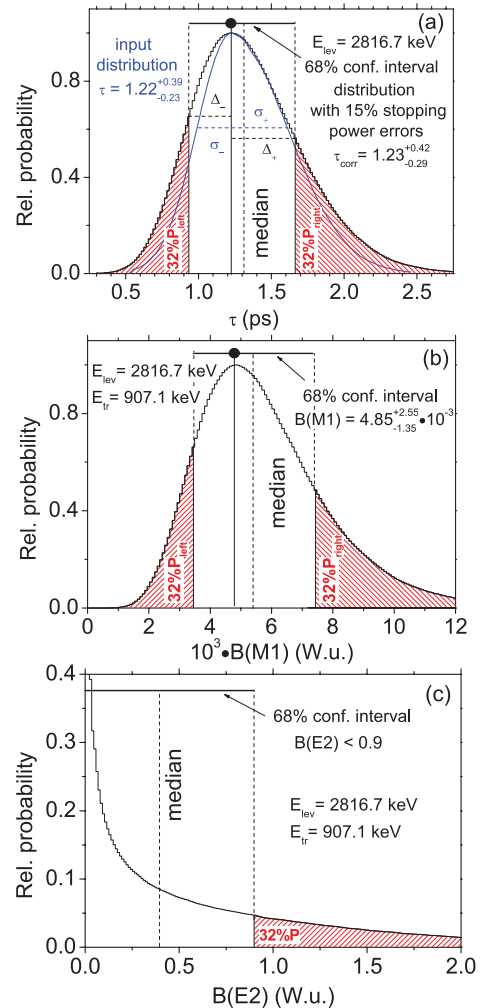 (a)
input
distribution
τ = 1.22 +0.39 -0.23
E_lev = 2816.7 keV
68% conf. interval
distribution
with 15% stopping
power errors
τ_corr = 1.23 +0.42 -0.29
Δ_-
σ_+
σ_-
Δ_+
32%P_left
median
32%P_right
Rel. probability
1.0
0.8
0.4
0.0
0.5
1.0
1.5
2.0
2.5
τ (ps)
(b)
E_lev = 2816.7 keV
E_tr = 907.1 keV
68% conf. interval
B(M1) = 4.85 +2.55 -1.35 •10^-3
32%P_left
median
32%P_right
Rel. probability
1.0
0.8
0.4
0.0
0
2
4
6
8
10
12
10^3•B(M1) (W.u.)
(c)
68% conf. interval
B(E2) < 0.9
median
E_lev = 2816.7 keV
E_tr = 907.1 keV
32%P
Rel. probability
0.4
0.3
0.2
0.1
0.0
0.0
0.5
1.0
1.5
2.0
B(E2) (W.u.)